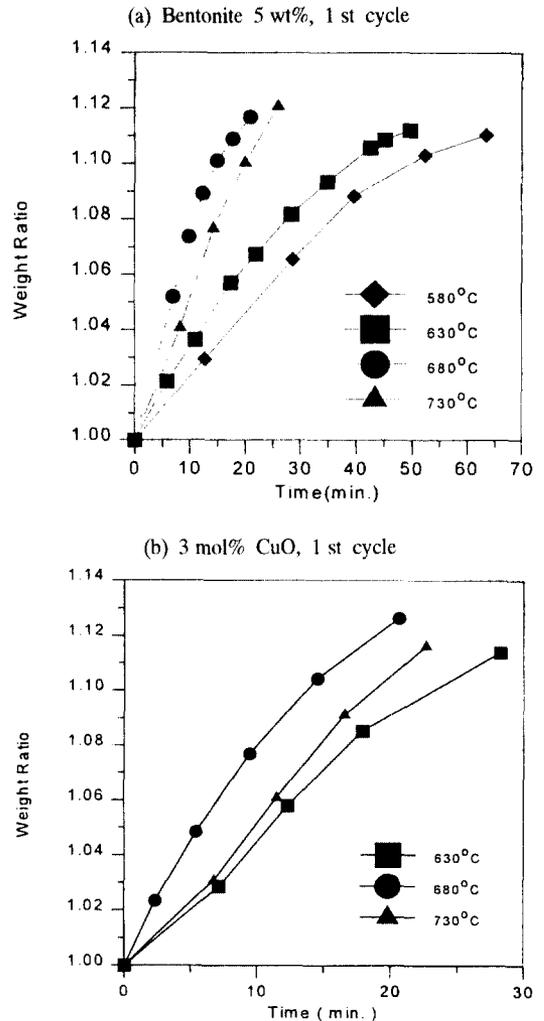 (a) Bentonite 5 wt%, 1 st cycle
1.14
1.12
1.10
1.08
1.06
1.04
1.02
1.00
Weight Ratio
580°C
630°C
680°C
730°C
0 10 20 30 40 50 60 70
Time(min.)
(b) 3 mol% CuO, 1 st cycle
1.14
1.12
1.10
1.08
1.06
1.04
1.02
1.00
Weight Ratio
630°C
680°C
730°C
0 10 20 30
Time ( min. )